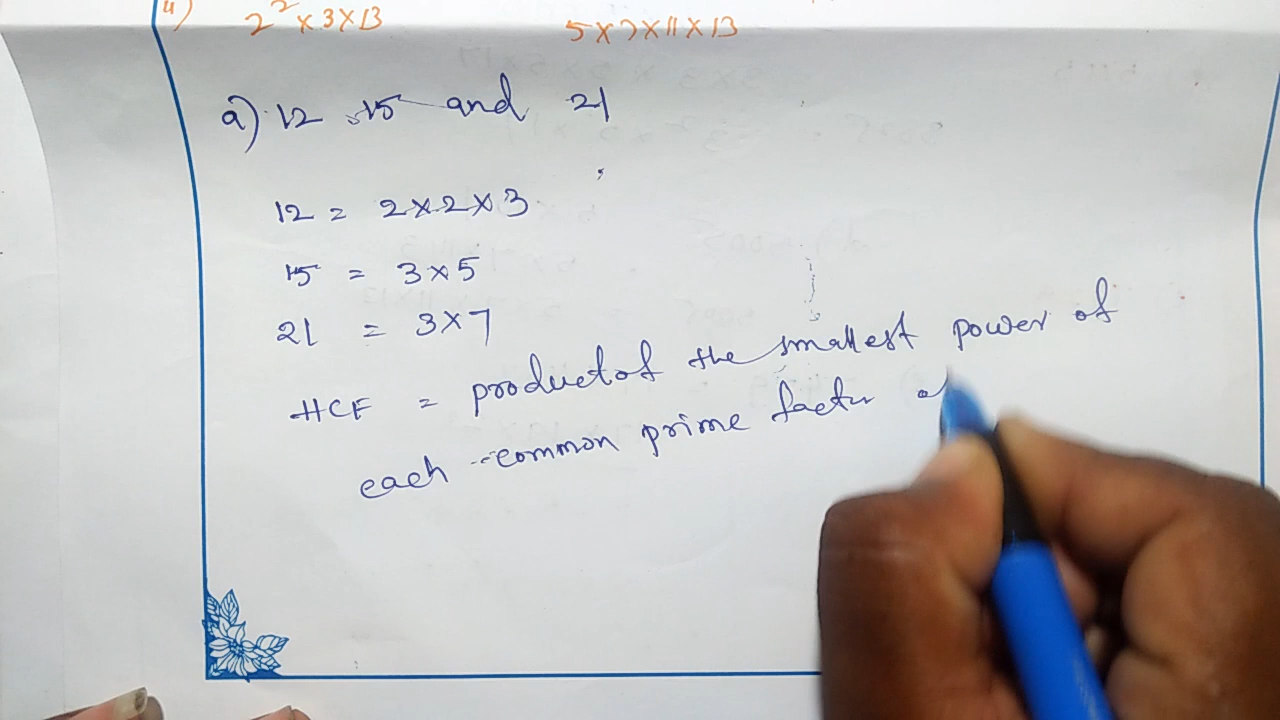 4) 2² × 3 × 13 5 × 7 × 11 × 13
a) 12, 15 and 21
12 = 2×2×3
15 = 3×5
21 = 3×7
HCF = product of the smallest power of
each common prime factor